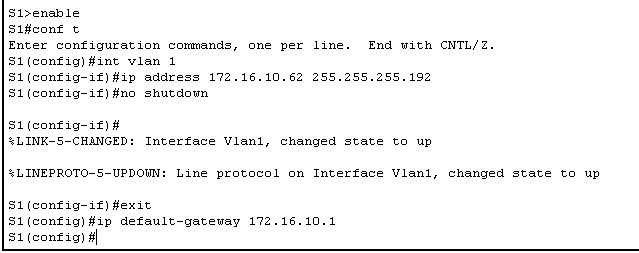 S1>enable
S1#conf t
Enter configuration commands, one per line.  End with CNTL/Z.
S1(config)#int vlan 1
S1(config-if)#ip address 172.16.10.62 255.255.255.192
S1(config-if)#no shutdown
S1(config-if)#
%LINK-5-CHANGED: Interface Vlan1, changed state to up
%LINEPROTO-5-UPDOWN: Line protocol on Interface Vlan1, changed state to up
S1(config-if)#exit
S1(config)#ip default-gateway 172.16.10.1
S1(config)#